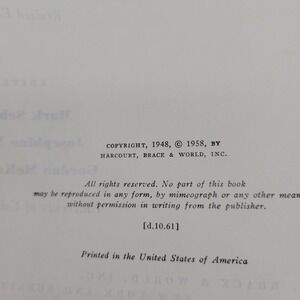 Revised
COPYRIGHT, 1948, © 1958, BY
HARCOURT, BRACE & WORLD, INC.
All rights reserved. No part of this book
may be reproduced in any form, by mimeograph or any other mean
without permission in writing from the publisher.
[d.10.61]
Printed in the United States of America